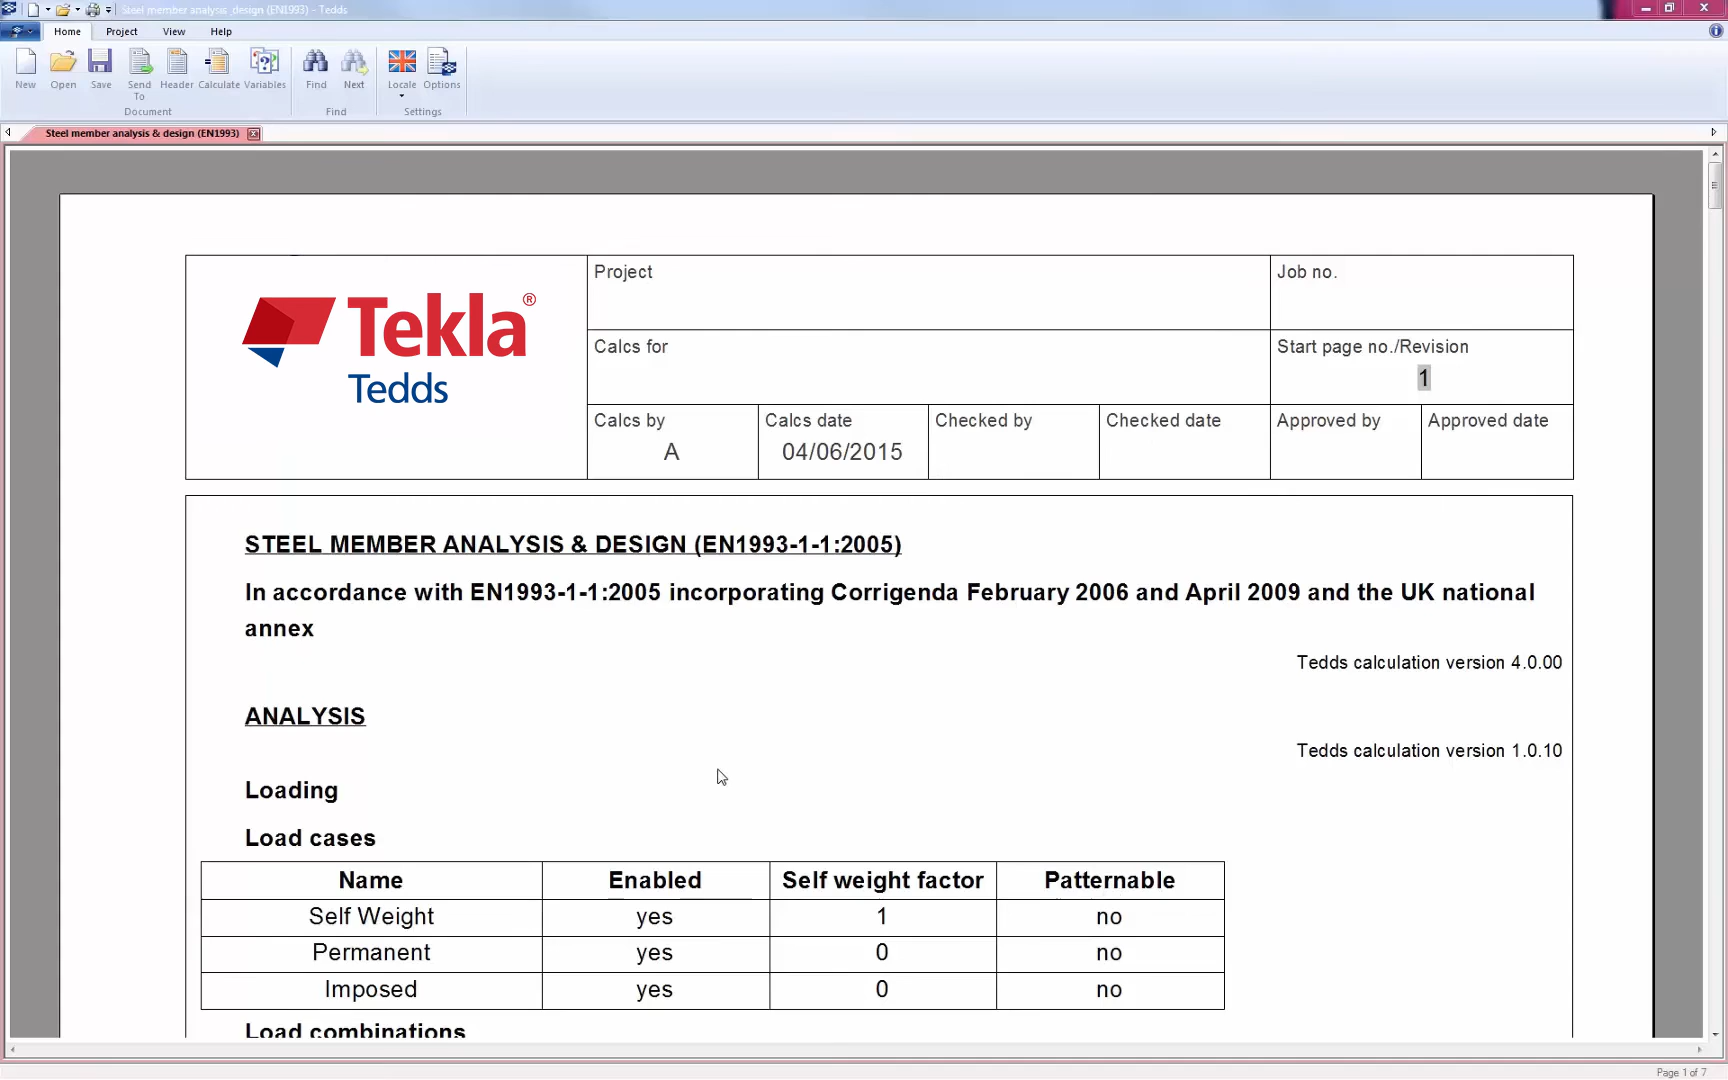 Steel member analysis _design (EN1993) - Tedds
Home Project View Help
New Open Save Send To Header Calculate Variables Find Next Locale Options
Document Find Settings
Steel member analysis & design (EN1993)
Tekla®
Tedds
Project
Job no.
Calcs for
Start page no./Revision
1
Calcs by
A
Calcs date
04/06/2015
Checked by
Checked date
Approved by
Approved date
STEEL MEMBER ANALYSIS & DESIGN (EN1993-1-1:2005)
In accordance with EN1993-1-1:2005 incorporating Corrigenda February 2006 and April 2009 and the UK national
annex
Tedds calculation version 4.0.00
ANALYSIS
Tedds calculation version 1.0.10
Loading
Load cases
Name Enabled Self weight factor Patternable
Self Weight yes 1 no
Permanent yes 0 no
Imposed yes 0 no
Load combinations
Page 1 of 7